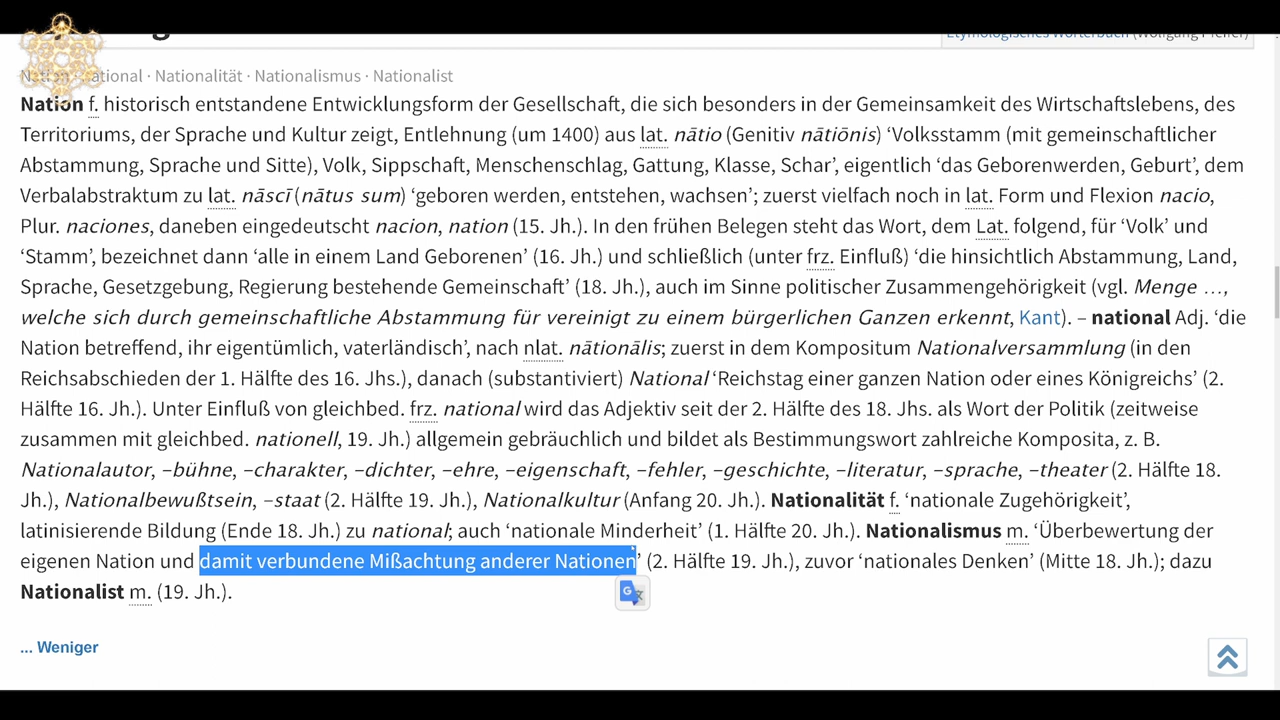 Etymologisches Wörterbuch (Wolfgang Pfeifer)
Nation · national · Nationalität · Nationalismus · Nationalist
Nation f. historisch entstandene Entwicklungsform der Gesellschaft, die sich besonders in der Gemeinsamkeit des Wirtschaftslebens, des
Territoriums, der Sprache und Kultur zeigt, Entlehnung (um 1400) aus lat. nātio (Genitiv nātiōnis) ‘Volksstamm (mit gemeinschaftlicher
Abstammung, Sprache und Sitte), Volk, Sippschaft, Menschenschlag, Gattung, Klasse, Schar’, eigentlich ‘das Geborenwerden, Geburt’, dem
Verbalabstraktum zu lat. nāscī (nātus sum) ‘geboren werden, entstehen, wachsen’; zuerst vielfach noch in lat. Form und Flexion nacio,
Plur. naciones, daneben eingedeutscht nacion, nation (15. Jh.). In den frühen Belegen steht das Wort, dem Lat. folgend, für ‘Volk’ und
‘Stamm’, bezeichnet dann ‘alle in einem Land Geborenen’ (16. Jh.) und schließlich (unter frz. Einfluß) ‘die hinsichtlich Abstammung, Land,
Sprache, Gesetzgebung, Regierung bestehende Gemeinschaft’ (18. Jh.), auch im Sinne politischer Zusammengehörigkeit (vgl. Menge …,
welche sich durch gemeinschaftliche Abstammung für vereinigt zu einem bürgerlichen Ganzen erkennt, Kant). – national Adj. ‘die
Nation betreffend, ihr eigentümlich, vaterländisch’, nach nlat. nātionālis; zuerst in dem Kompositum Nationalversammlung (in den
Reichsabschieden der 1. Hälfte des 16. Jhs.), danach (substantiviert) National ‘Reichstag einer ganzen Nation oder eines Königreichs’ (2.
Hälfte 16. Jh.). Unter Einfluß von gleichbed. frz. national wird das Adjektiv seit der 2. Hälfte des 18. Jhs. als Wort der Politik (zeitweise
zusammen mit gleichbed. nationell, 19. Jh.) allgemein gebräuchlich und bildet als Bestimmungswort zahlreiche Komposita, z. B.
Nationalautor, -bühne, -charakter, -dichter, -ehre, -eigenschaft, -fehler, -geschichte, -literatur, -sprache, -theater (2. Hälfte 18.
Jh.), Nationalbewußtsein, -staat (2. Hälfte 19. Jh.), Nationalkultur (Anfang 20. Jh.). Nationalität f. ‘nationale Zugehörigkeit’,
latinisierende Bildung (Ende 18. Jh.) zu national; auch ‘nationale Minderheit’ (1. Hälfte 20. Jh.). Nationalismus m. ‘Überbewertung der
eigenen Nation und damit verbundene Mißachtung anderer Nationen’ (2. Hälfte 19. Jh.), zuvor ‘nationales Denken’ (Mitte 18. Jh.); dazu
Nationalist m. (19. Jh.).
... Weniger